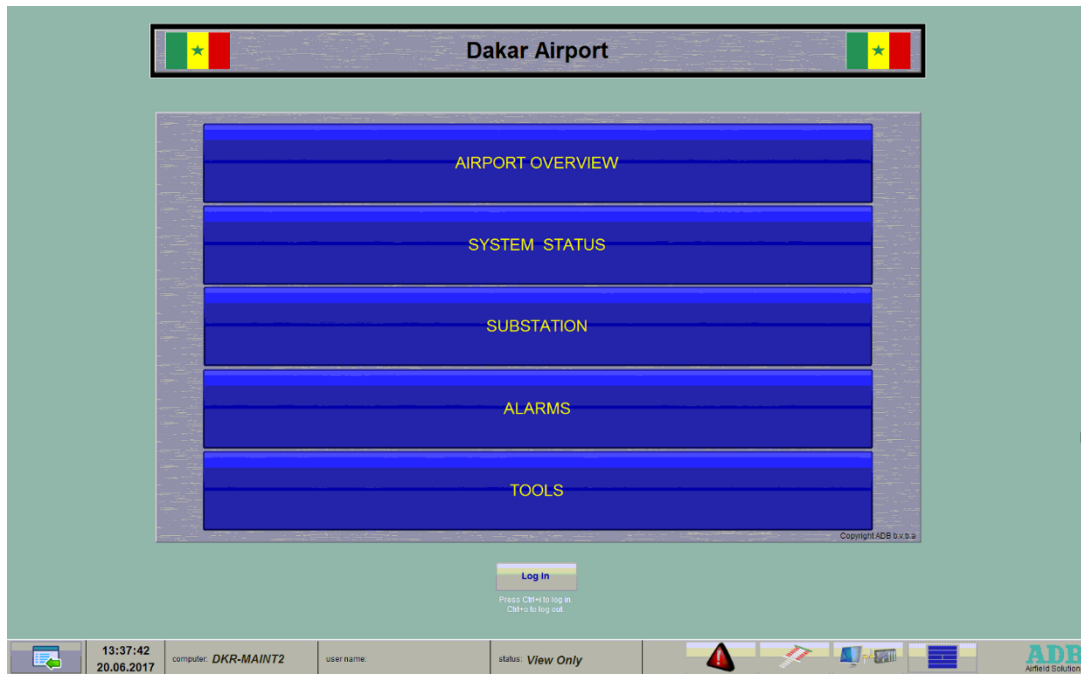 Dakar Airport
AIRPORT OVERVIEW
SYSTEM STATUS
SUBSTATION
ALARMS
TOOLS
Copyright ADB b.v.b.a
Log In
Press Ctrl+i to log in.
Ctrl+o to log out.
13:37:42
20.06.2017
computer: DKR-MAINT2
user name:
status: View Only
ADB
Airfield Solution